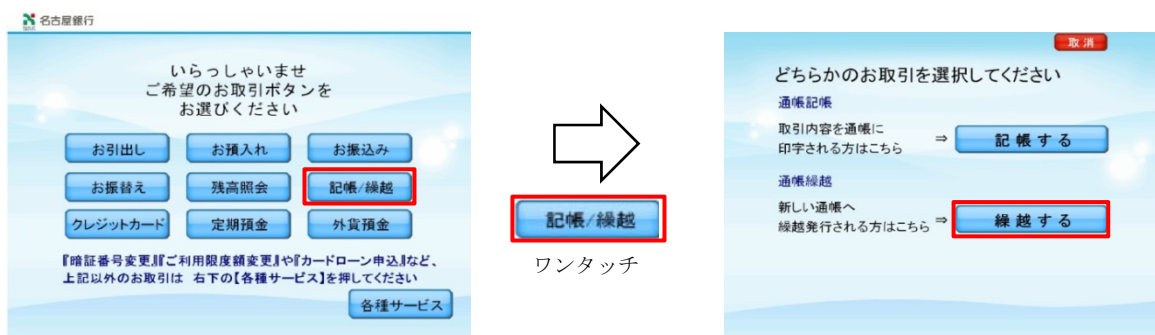 名古屋銀行
いらっしゃいませ
ご希望のお取引ボタンを
お選びください
お引出し お預入れ お振込み
お振替え 残高照会 記帳/繰越
クレジットカード 定期預金 外貨預金
『暗証番号変更』『ご利用限度額変更』や『カードローン申込』など、
上記以外のお取引は 右下の【各種サービス】を押してください
各種サービス
記帳/繰越
ワンタッチ
取消
どちらかのお取引を選択してください
通帳記帳
取引内容を通帳に
印字される方はこちら ⇒ 記帳する
通帳繰越
新しい通帳へ
繰越発行される方はこちら ⇒ 繰越する